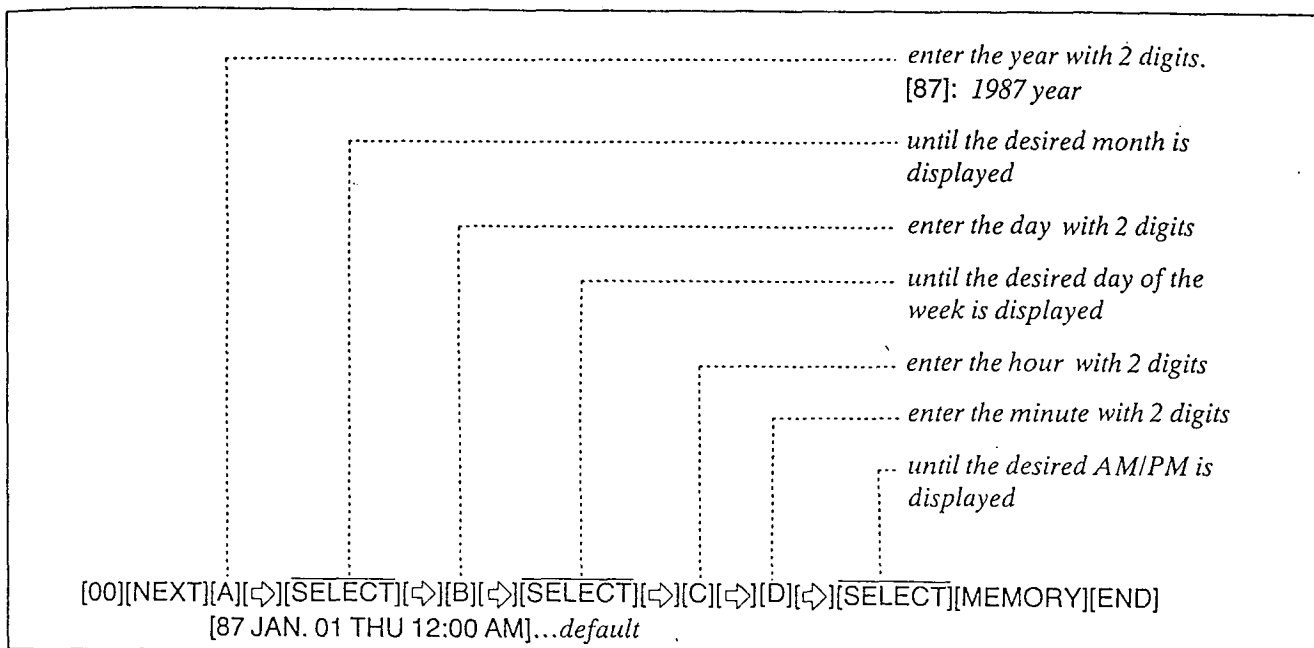 enter the year with 2 digits.
[87]: 1987 year
until the desired month is
displayed
enter the day with 2 digits
until the desired day of the
week is displayed
enter the hour with 2 digits
enter the minute with 2 digits
until the desired AM/PM is
displayed
[00][NEXT][A][⇨][SELECT][⇨][B][⇨][SELECT][⇨][C][⇨][D][⇨][SELECT][MEMORY][END]
[87 JAN. 01 THU 12:00 AM]...default